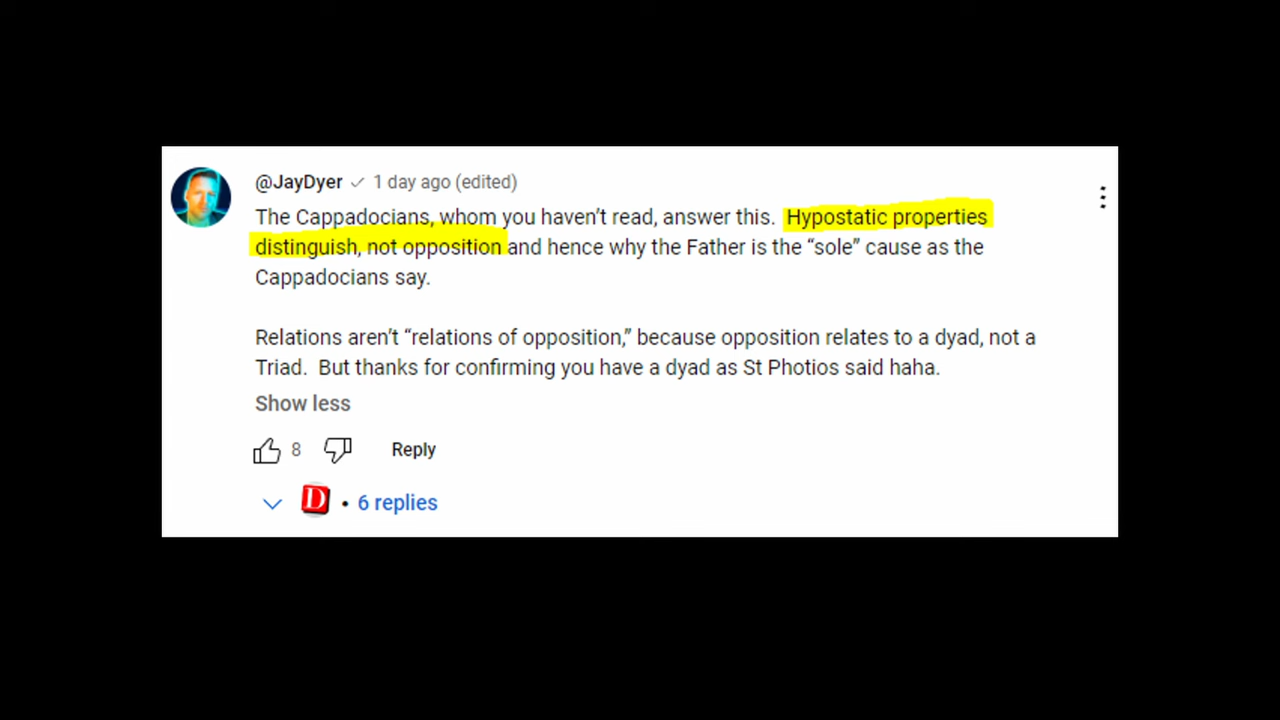 @JayDyer ✓ 1 day ago (edited)
The Cappadocians, whom you haven’t read, answer this. Hypostatic properties
distinguish, not opposition and hence why the Father is the “sole” cause as the
Cappadocians say.
Relations aren’t “relations of opposition,” because opposition relates to a dyad, not a
Triad. But thanks for confirming you have a dyad as St Photios said haha.
Show less
8 Reply
D • 6 replies